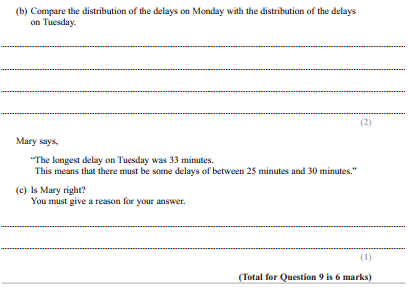 (b) Compare the distribution of the delays on Monday with the distribution of the delays
on Tuesday.
(2)
Mary says,
“The longest delay on Tuesday was 33 minutes.
This means that there must be some delays of between 25 minutes and 30 minutes.”
(c) Is Mary right?
You must give a reason for your answer.
(1)
(Total for Question 9 is 6 marks)